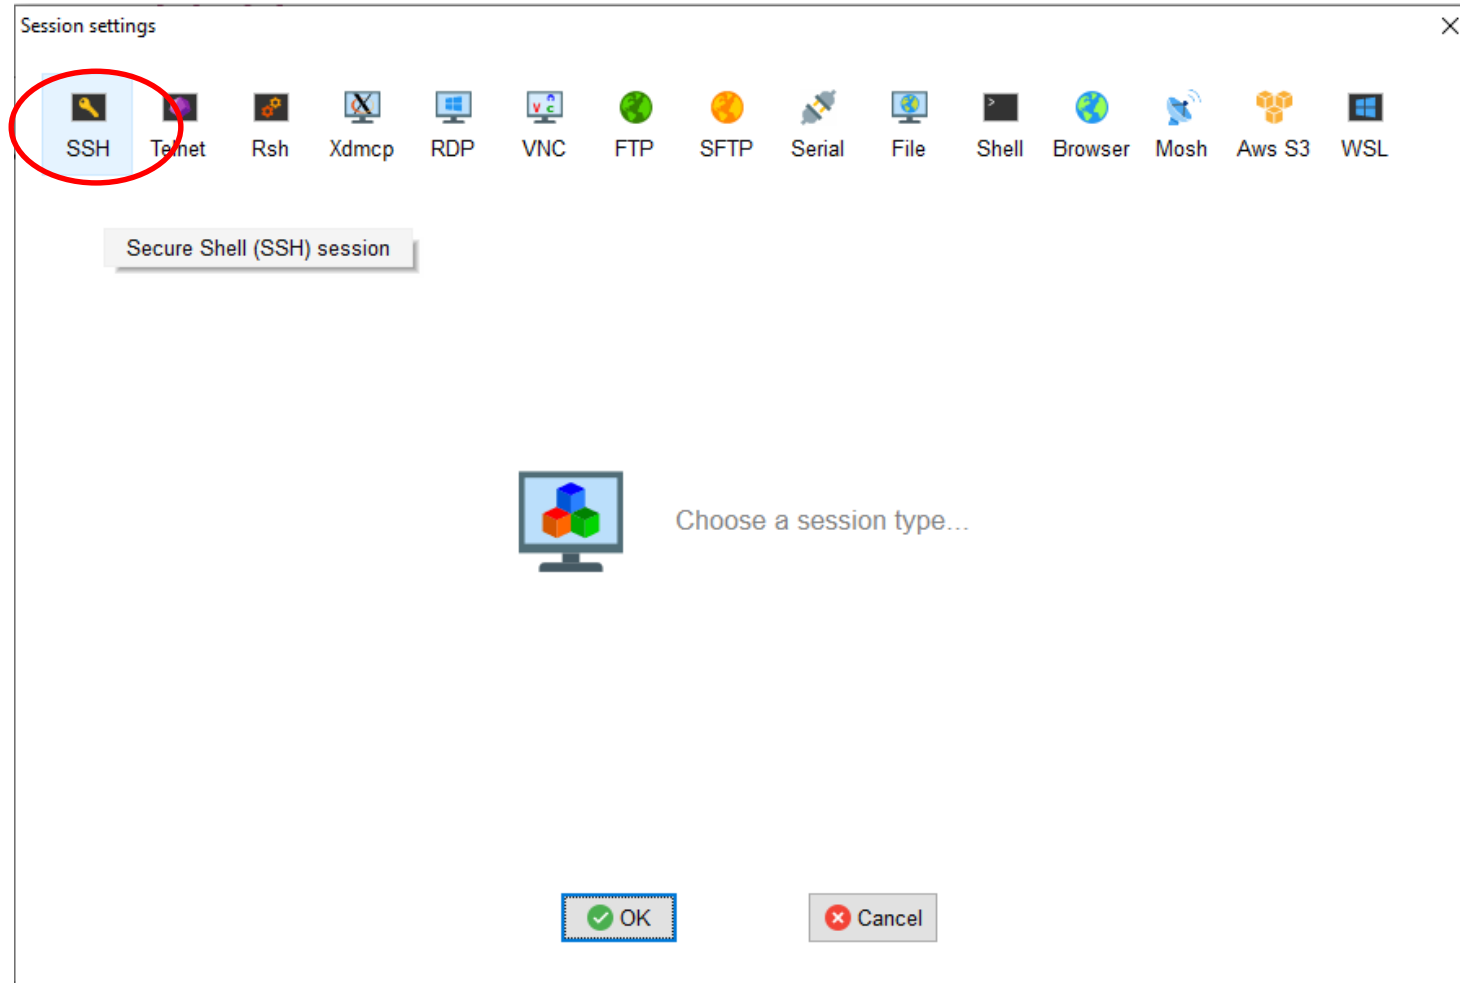 Session settings
SSH Telnet Rsh Xdmcp RDP VNC FTP SFTP Serial File Shell Browser Mosh Aws S3 WSL
Secure Shell (SSH) session
Choose a session type...
OK Cancel